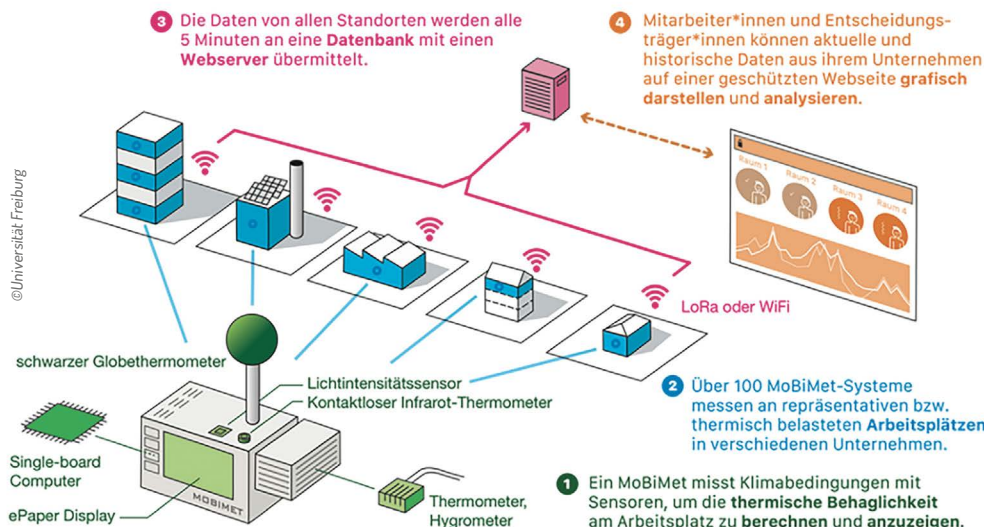 3 Die Daten von allen Standorten werden alle
5 Minuten an eine Datenbank mit einen
Webserver übermittelt.
4 Mitarbeiter*innen und Entscheidungs-
träger*innen können aktuelle und
historische Daten aus ihrem Unternehmen
auf einer geschützten Webseite grafisch
darstellen und analysieren.
©Universität Freiburg
Raum 1
Raum 2
Raum 3
Raum 4
LoRa oder WiFi
schwarzer Globethermometer
Lichtintensitätssensor
Kontaktloser Infrarot-Thermometer
Single-board
Computer
ePaper Display
MOBIMET
Thermometer,
Hygrometer
2 Über 100 MoBiMet-Systeme
messen an repräsentativen bzw.
thermisch belasteten Arbeitsplätzen
in verschiedenen Unternehmen.
1 Ein MoBiMet misst Klimabedingungen mit
Sensoren, um die thermische Behaglichkeit
am Arbeitsplatz zu berechnen und anzuzeigen.